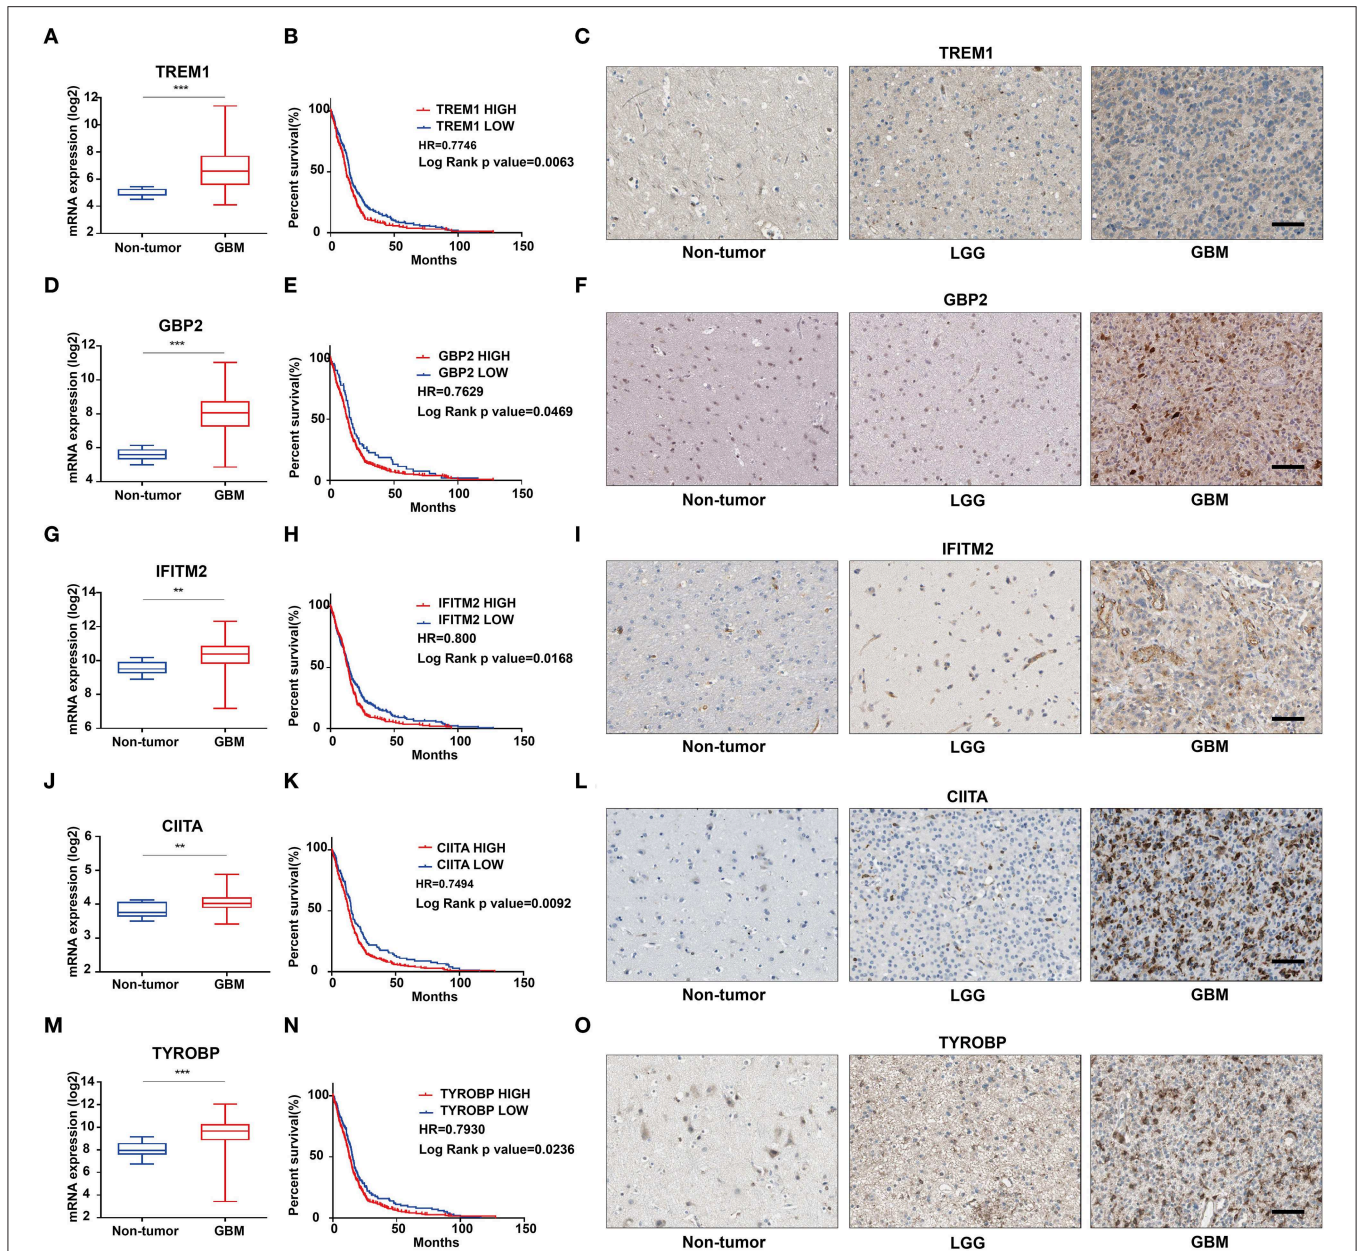 A
TREM1
***
mRNA expression (log2)
12
10
8
6
4
2
Non-tumor GBM
B
Percent survival(%)
100
50
0
TREM1 HIGH
TREM1 LOW
HR=0.7746
Log Rank p value=0.0063
0 50 100 150
Months
C
TREM1
Non-tumor LGG GBM
D
GBP2
***
mRNA expression (log2)
12
10
8
6
4
Non-tumor GBM
E
Percent survival(%)
100
50
0
GBP2 HIGH
GBP2 LOW
HR=0.7629
Log Rank p value=0.0469
0 50 100 150
Months
F
GBP2
Non-tumor LGG GBM
G
IFITM2
**
mRNA expression (log2)
14
12
10
8
6
Non-tumor GBM
H
Percent survival(%)
100
50
0
IFITM2 HIGH
IFITM2 LOW
HR=0.800
Log Rank p value=0.0168
0 50 100 150
Months
I
IFITM2
Non-tumor LGG GBM
J
CIITA
**
mRNA expression (log2)
6
5
4
3
2
Non-tumor GBM
K
Percent survival(%)
100
50
0
CIITA HIGH
CIITA LOW
HR=0.7494
Log Rank p value=0.0092
0 50 100 150
Months
L
CIITA
Non-tumor LGG GBM
M
TYROBP
***
mRNA expression (log2)
14
12
10
8
6
4
2
Non-tumor GBM
N
Percent survival(%)
100
50
0
TYROBP HIGH
TYROBP LOW
HR=0.7930
Log Rank p value=0.0236
0 50 100 150
Months
O
TYROBP
Non-tumor LGG GBM